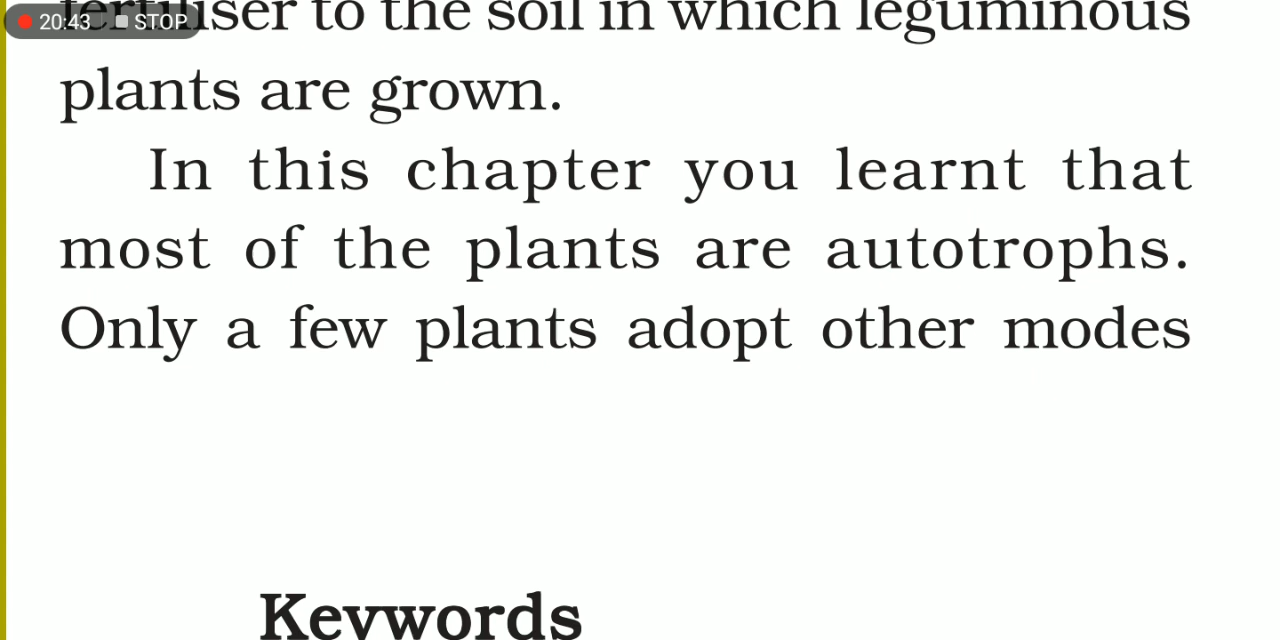 fertiliser to the soil in which leguminous
20:43 STOP
plants are grown.
In this chapter you learnt that
most of the plants are autotrophs.
Only a few plants adopt other modes
Keywords